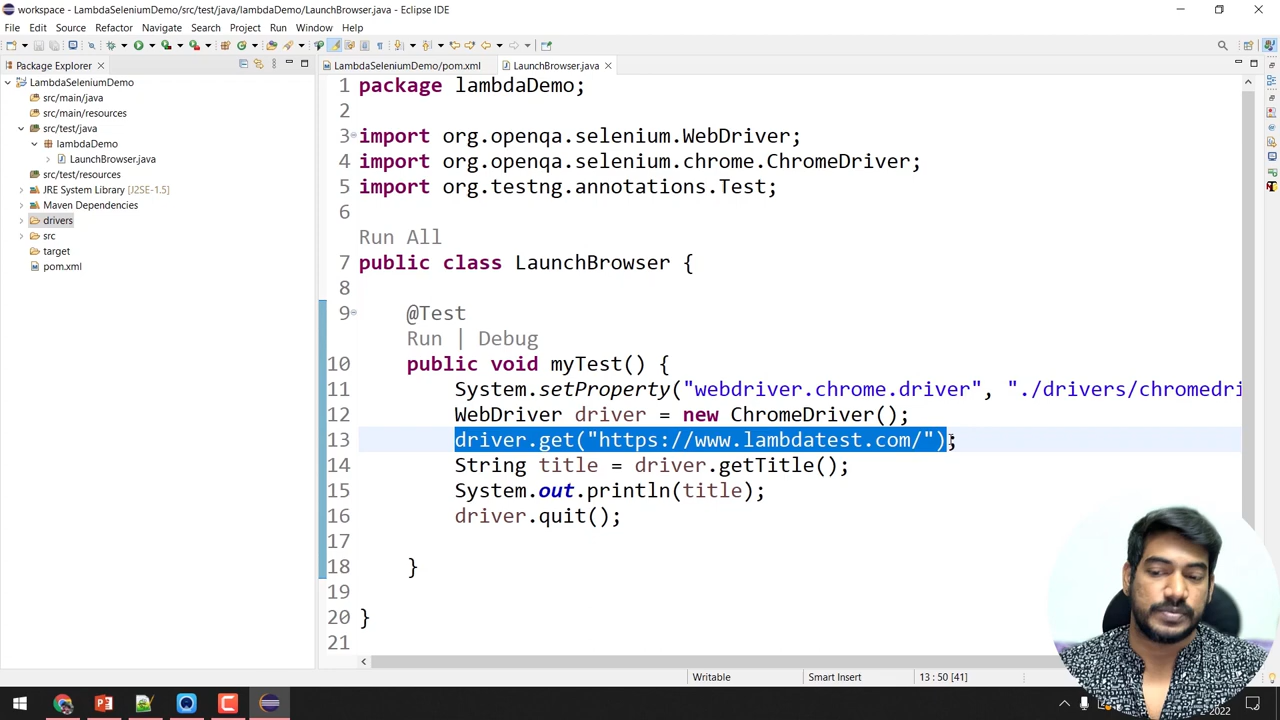 workspace - LambdaSeleniumDemo/src/test/java/lambdaDemo/LaunchBrowser.java - Eclipse IDE
File Edit Source Refactor Navigate Search Project Run Window Help
Package Explorer
LambdaSeleniumDemo/pom.xml LaunchBrowser.java
LambdaSeleniumDemo
src/main/java
src/main/resources
src/test/java
lambdaDemo
LaunchBrowser.java
src/test/resources
JRE System Library [J2SE-1.5]
Maven Dependencies
drivers
src
target
pom.xml
1 package lambdaDemo;
2
3 import org.openqa.selenium.WebDriver;
4 import org.openqa.selenium.chrome.ChromeDriver;
5 import org.testng.annotations.Test;
6
Run All
7 public class LaunchBrowser {
8
9 @Test
Run | Debug
10 public void myTest() {
11 System.setProperty("webdriver.chrome.driver", "./drivers/chromedri
12 WebDriver driver = new ChromeDriver();
13 driver.get("https://www.lambdatest.com/");
14 String title = driver.getTitle();
15 System.out.println(title);
16 driver.quit();
17
18 }
19
20 }
21
Writable Smart Insert 13 : 50 [41]
2022